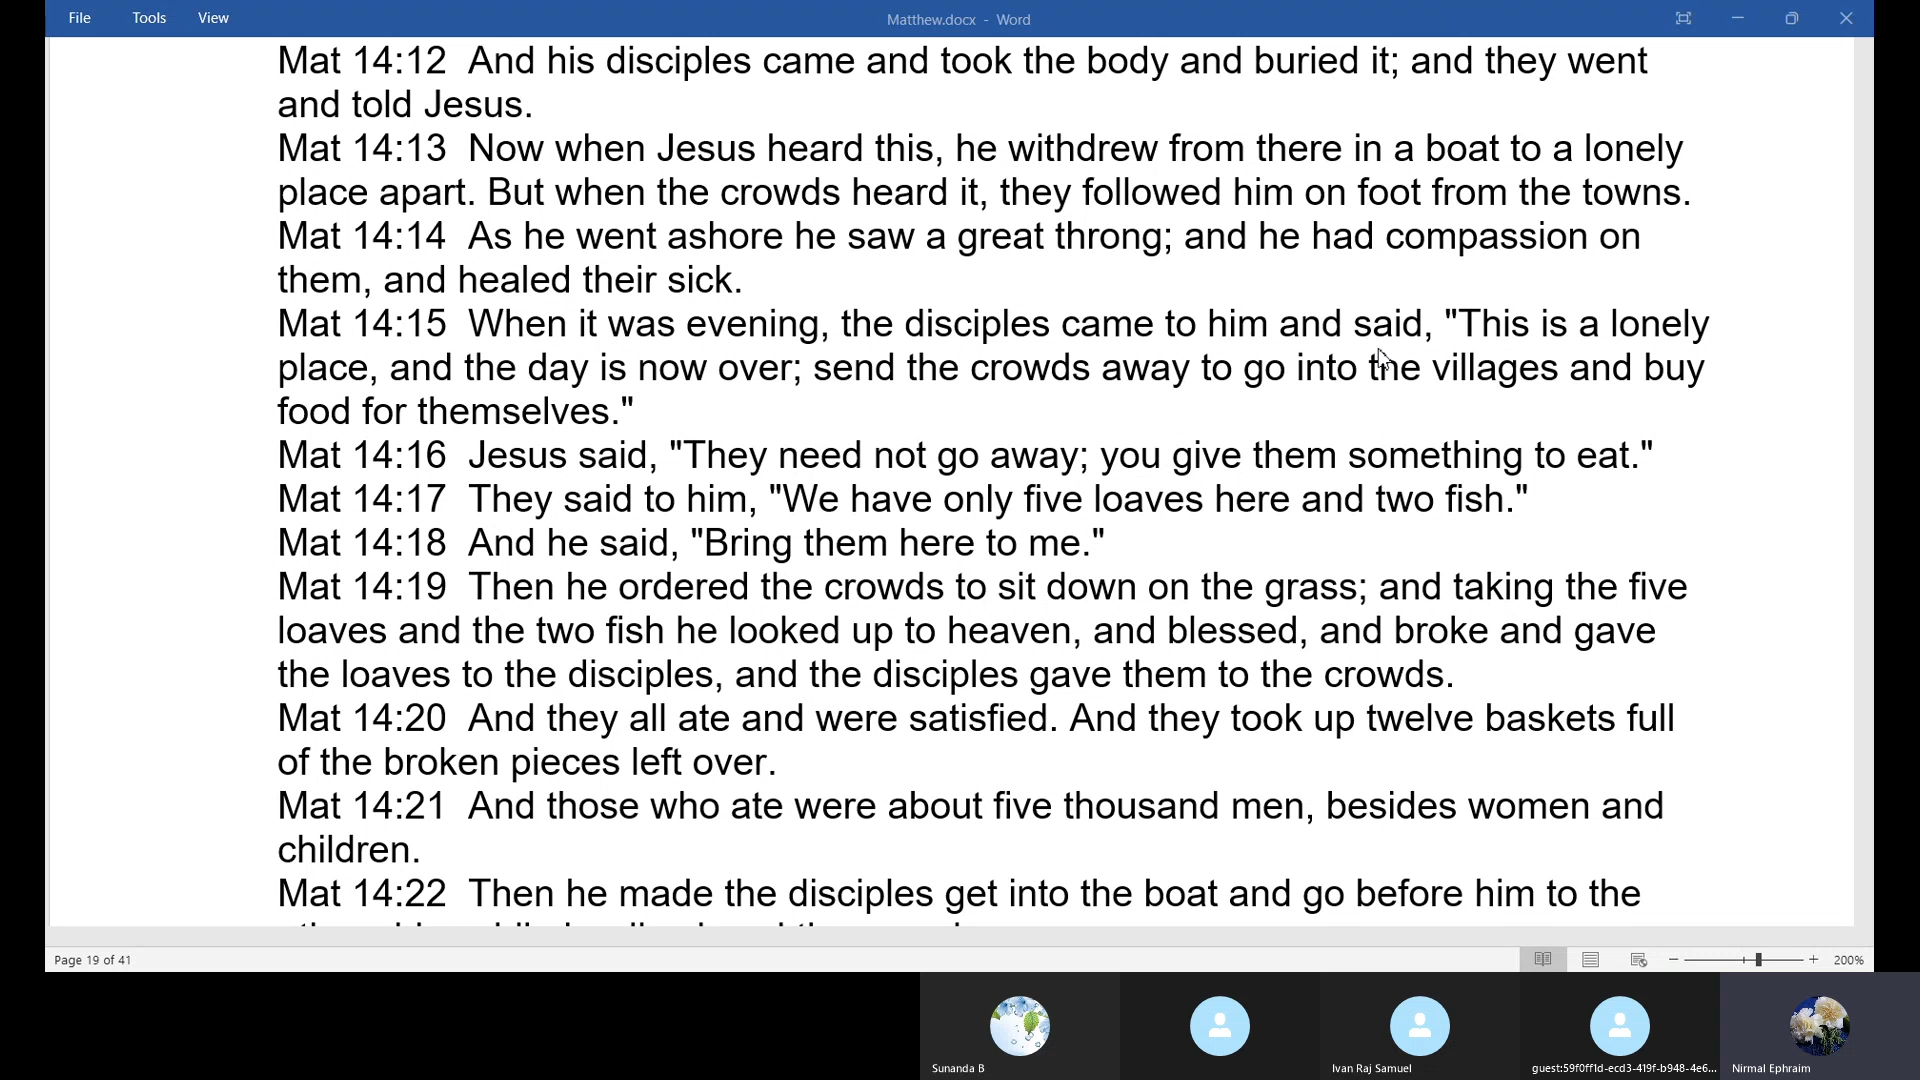 File Tools View Matthew.docx - Word
Mat 14:12 And his disciples came and took the body and buried it; and they went
and told Jesus.
Mat 14:13 Now when Jesus heard this, he withdrew from there in a boat to a lonely
place apart. But when the crowds heard it, they followed him on foot from the towns.
Mat 14:14 As he went ashore he saw a great throng; and he had compassion on
them, and healed their sick.
Mat 14:15 When it was evening, the disciples came to him and said, "This is a lonely
place, and the day is now over; send the crowds away to go into the villages and buy
food for themselves."
Mat 14:16 Jesus said, "They need not go away; you give them something to eat."
Mat 14:17 They said to him, "We have only five loaves here and two fish."
Mat 14:18 And he said, "Bring them here to me."
Mat 14:19 Then he ordered the crowds to sit down on the grass; and taking the five
loaves and the two fish he looked up to heaven, and blessed, and broke and gave
the loaves to the disciples, and the disciples gave them to the crowds.
Mat 14:20 And they all ate and were satisfied. And they took up twelve baskets full
of the broken pieces left over.
Mat 14:21 And those who ate were about five thousand men, besides women and
children.
Mat 14:22 Then he made the disciples get into the boat and go before him to the
Page 19 of 41 200%
Sunanda B Ivan Raj Samuel guest:59f0ff1d-ecd3-419f-b948-4e6... Nirmal Ephraim